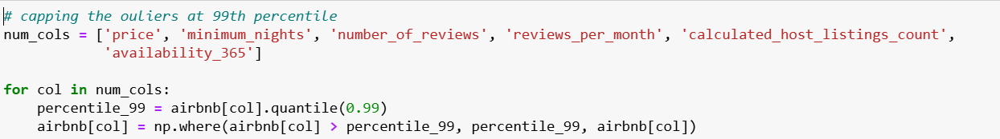 # capping the ouliers at 99th percentile
num_cols = ['price', 'minimum_nights', 'number_of_reviews', 'reviews_per_month', 'calculated_host_listings_count',
            'availability_365']

for col in num_cols:
    percentile_99 = airbnb[col].quantile(0.99)
    airbnb[col] = np.where(airbnb[col] > percentile_99, percentile_99, airbnb[col])